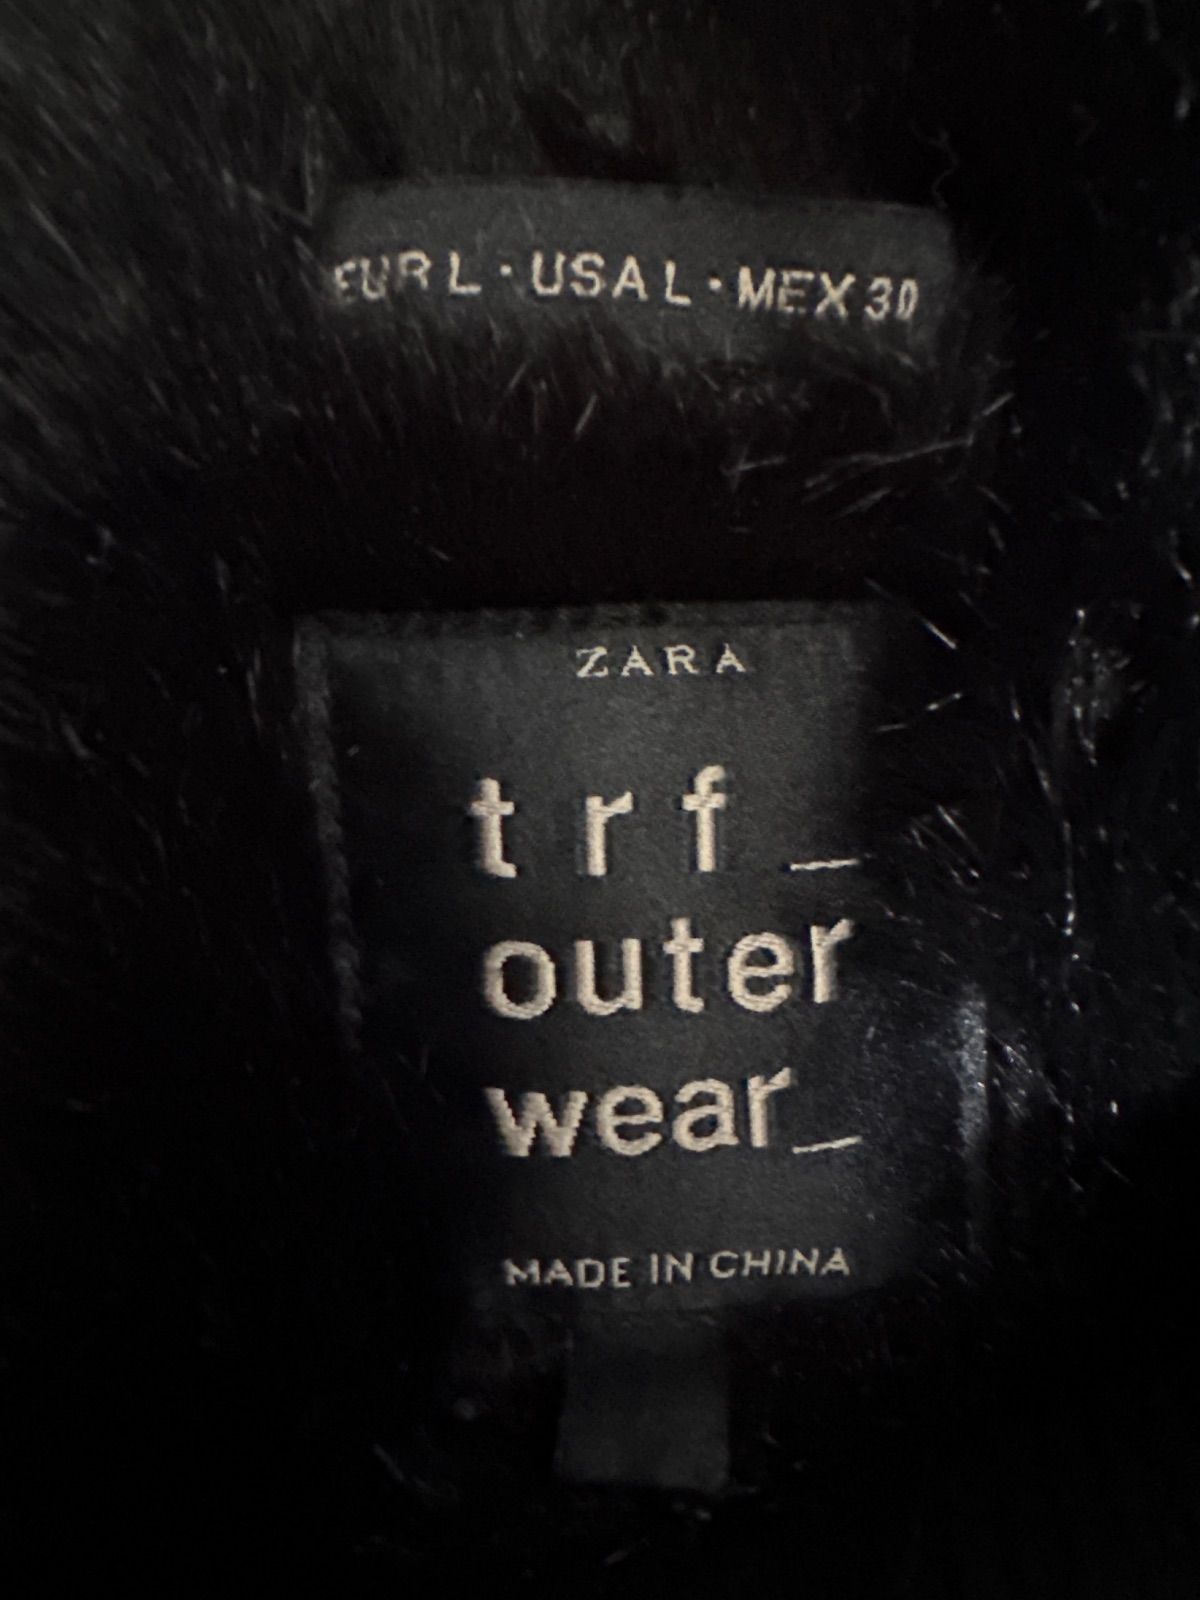 EUR L · USA L · MEX 30
ZARA
trf_
outer
wear_
MADE IN CHINA